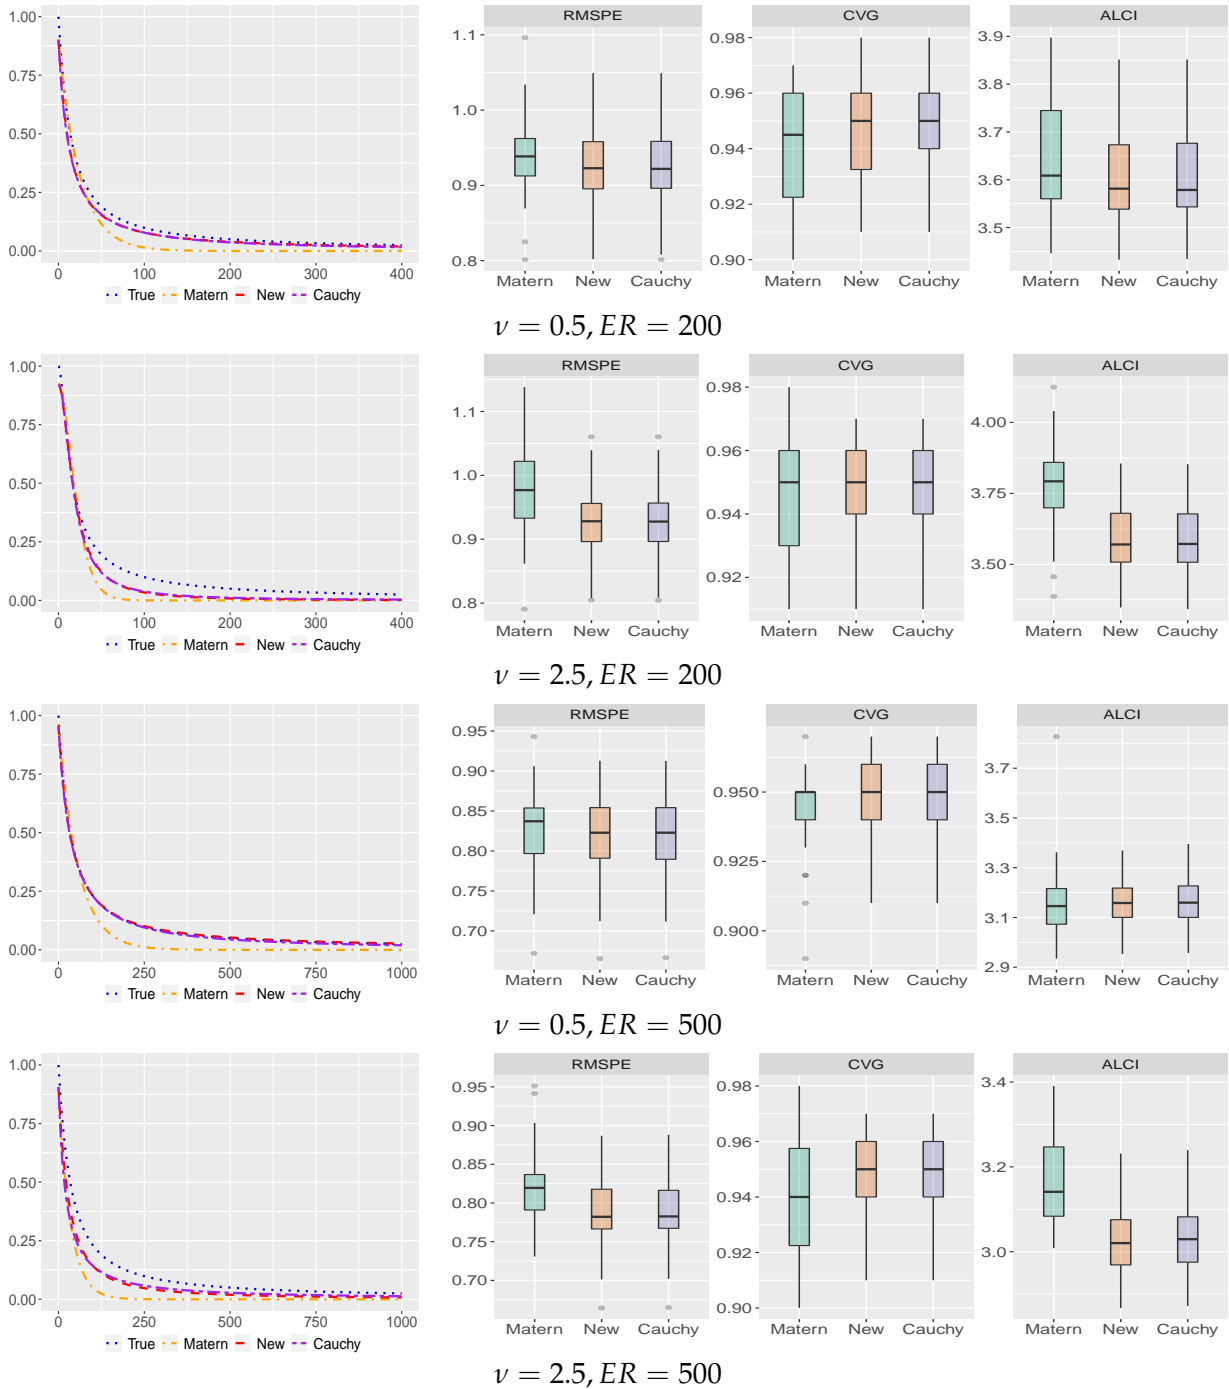 RMSPE CVG ALCI
1.00
0.75
0.50
0.25
0.00
0 100 200 300 400
True Matern New Cauchy
1.1
1.0
0.9
0.8
Matern New Cauchy
0.98
0.96
0.94
0.92
0.90
Matern New Cauchy
3.9
3.8
3.7
3.6
3.5
Matern New Cauchy
ν = 0.5, ER = 200
RMSPE CVG ALCI
1.00
0.75
0.50
0.25
0.00
0 100 200 300 400
True Matern New Cauchy
1.1
1.0
0.9
0.8
Matern New Cauchy
0.98
0.96
0.94
0.92
Matern New Cauchy
4.00
3.75
3.50
Matern New Cauchy
ν = 2.5, ER = 200
RMSPE CVG ALCI
1.00
0.75
0.50
0.25
0.00
0 250 500 750 1000
True Matern New Cauchy
0.95
0.90
0.85
0.80
0.75
0.70
Matern New Cauchy
0.950
0.925
0.900
Matern New Cauchy
3.7
3.5
3.3
3.1
2.9
Matern New Cauchy
ν = 0.5, ER = 500
RMSPE CVG ALCI
1.00
0.75
0.50
0.25
0.00
0 250 500 750 1000
True Matern New Cauchy
0.95
0.90
0.85
0.80
0.75
0.70
Matern New Cauchy
0.98
0.96
0.94
0.92
0.90
Matern New Cauchy
3.4
3.2
3.0
Matern New Cauchy
ν = 2.5, ER = 500